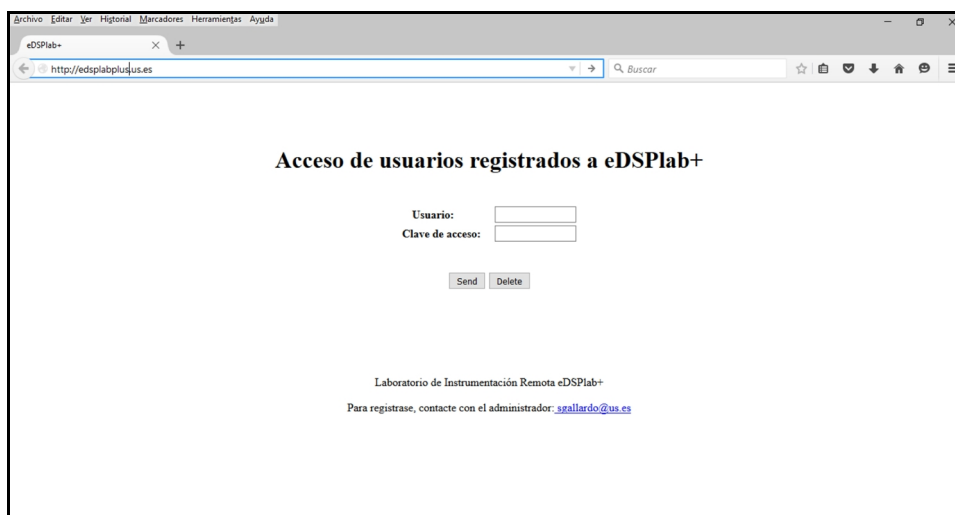 Archivo Editar Ver Historial Marcadores Herramientas Ayuda
eDSPlab+
http://edsplabplus.us.es
Buscar
Acceso de usuarios registrados a eDSPlab+
Usuario:
Clave de acceso:
Send Delete
Laboratorio de Instrumentación Remota eDSPlab+
Para registrase, contacte con el administrador: sgallardo@us.es